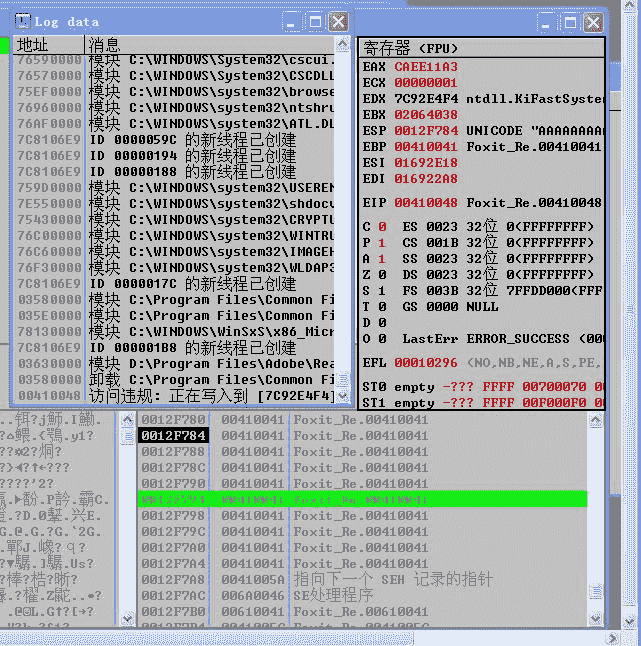 Log data
地址 消息
76590000 模块 C:\WINDOWS\System32\cscui.
76570000 模块 C:\WINDOWS\System32\CSCDLL
75EF0000 模块 C:\WINDOWS\System32\browse
76960000 模块 C:\WINDOWS\System32\ntshru
76AF0000 模块 C:\WINDOWS\system32\ATL.DL
7C8106E9 ID 0000059C 的新线程已创建
7C8106E9 ID 00000194 的新线程已创建
7C8106E9 ID 00000188 的新线程已创建
759D0000 模块 C:\WINDOWS\system32\USEREN
7E550000 模块 C:\WINDOWS\system32\shdocv
75430000 模块 C:\WINDOWS\system32\CRYPTU
76C00000 模块 C:\WINDOWS\system32\WINTRU
76C60000 模块 C:\WINDOWS\system32\IMAGEH
76F30000 模块 C:\WINDOWS\system32\WLDAP3
7C8106E9 ID 0000017C 的新线程已创建
03580000 模块 C:\Program Files\Common Fi
035E0000 模块 C:\Program Files\Common Fi
78130000 模块 C:\WINDOWS\WinSxS\x86_Micr
7C8106E9 ID 000001B8 的新线程已创建
03630000 模块 D:\Program Files\Adobe\Rea
03580000 卸载 C:\Program Files\Common Fi
00410048 访问违规: 正在写入到 [7C92E4F4]
寄存器 (FPU)
EAX CAEE11A3
ECX 00000001
EDX 7C92E4F4 ntdll.KiFastSystem
EBX 02064038
ESP 0012F784 UNICODE "AAAAAAAA
EBP 00410041 Foxit_Re.00410041
ESI 01692E18
EDI 016922A8
EIP 00410048 Foxit_Re.00410048
C 0 ES 0023 32位 0(FFFFFFFF)
P 1 CS 001B 32位 0(FFFFFFFF)
A 1 SS 0023 32位 0(FFFFFFFF)
Z 0 DS 0023 32位 0(FFFFFFFF)
S 1 FS 003B 32位 7FFDD000(FFF
T 0 GS 0000 NULL
D 0
O 0 LastErr ERROR_SUCCESS (000
EFL 00010296 (NO,NB,NE,A,S,PE,
ST0 empty -??? FFFF 00700070 0
ST1 empty -??? FFFF 00F000F0 0
0012F780 00410041 Foxit_Re.00410041
0012F784 00410041 Foxit_Re.00410041
0012F788 00410041 Foxit_Re.00410041
0012F78C 00410041 Foxit_Re.00410041
0012F790 00410041 Foxit_Re.00410041
0012F798 00410041 Foxit_Re.00410041
0012F79C 00410041 Foxit_Re.00410041
0012F7A0 00410041 Foxit_Re.00410041
0012F7A4 00410041 Foxit_Re.00410041
0012F7A8 0041005A 指向下一个 SEH 记录的指针
0012F7AC 006A0046 SE处理程序
0012F7B0 00610041 Foxit_Re.00610041